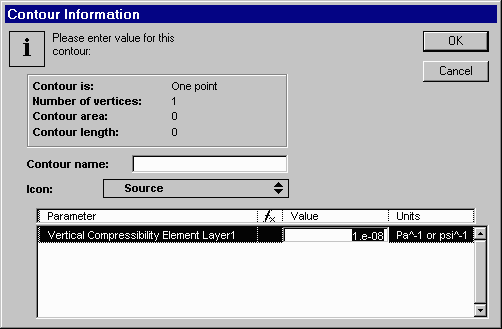 Contour Information
Please enter value for this
contour:
OK
Cancel
Contour is: One point
Number of vertices: 1
Contour area: 0
Contour length: 0
Contour name:
Icon: Source
Parameter fx Value Units
Vertical Compressibility Element Layer1 1.e-08 Pa^-1 or psi^-1